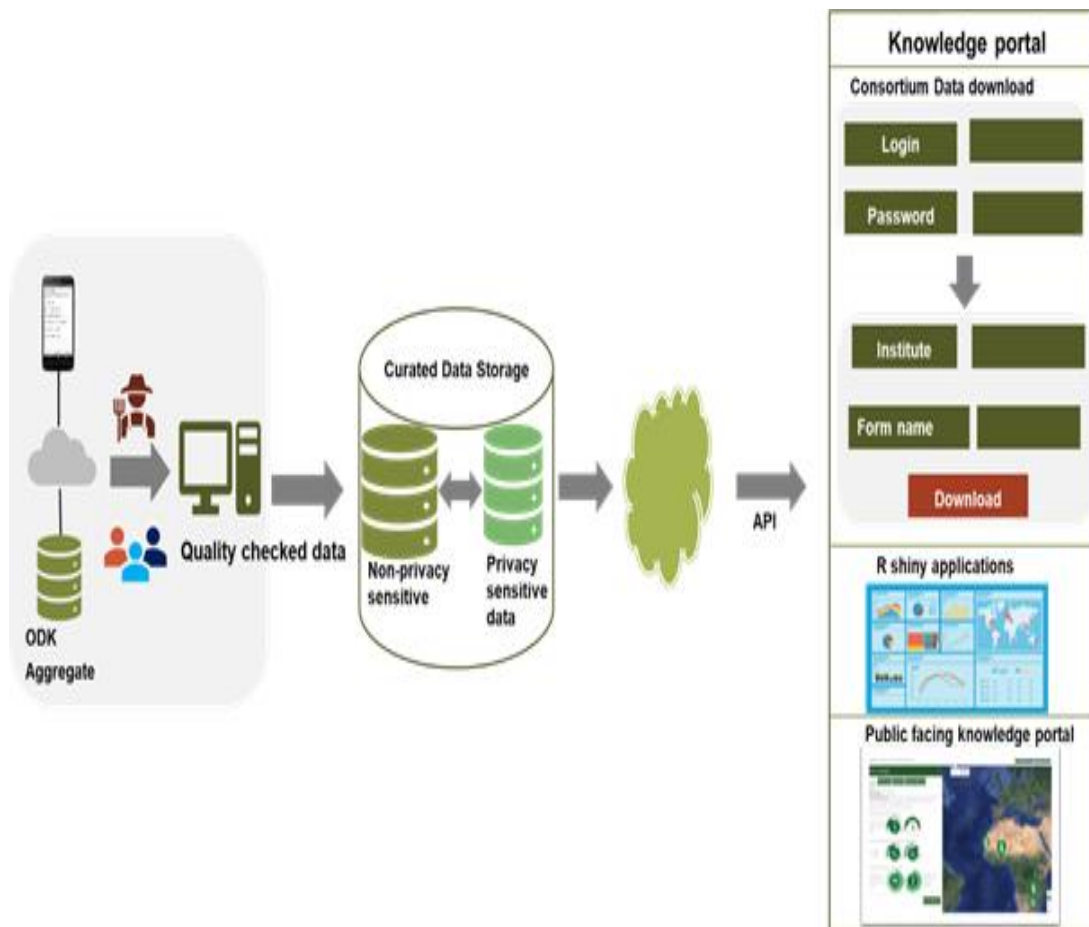 ODK
Aggregate
Quality checked data
Curated Data Storage
Non-privacy
sensitive
Privacy
sensitive
data
API
Knowledge portal
Consortium Data download
Login
Password
Institute
Form name
Download
R shiny applications
Public facing knowledge portal